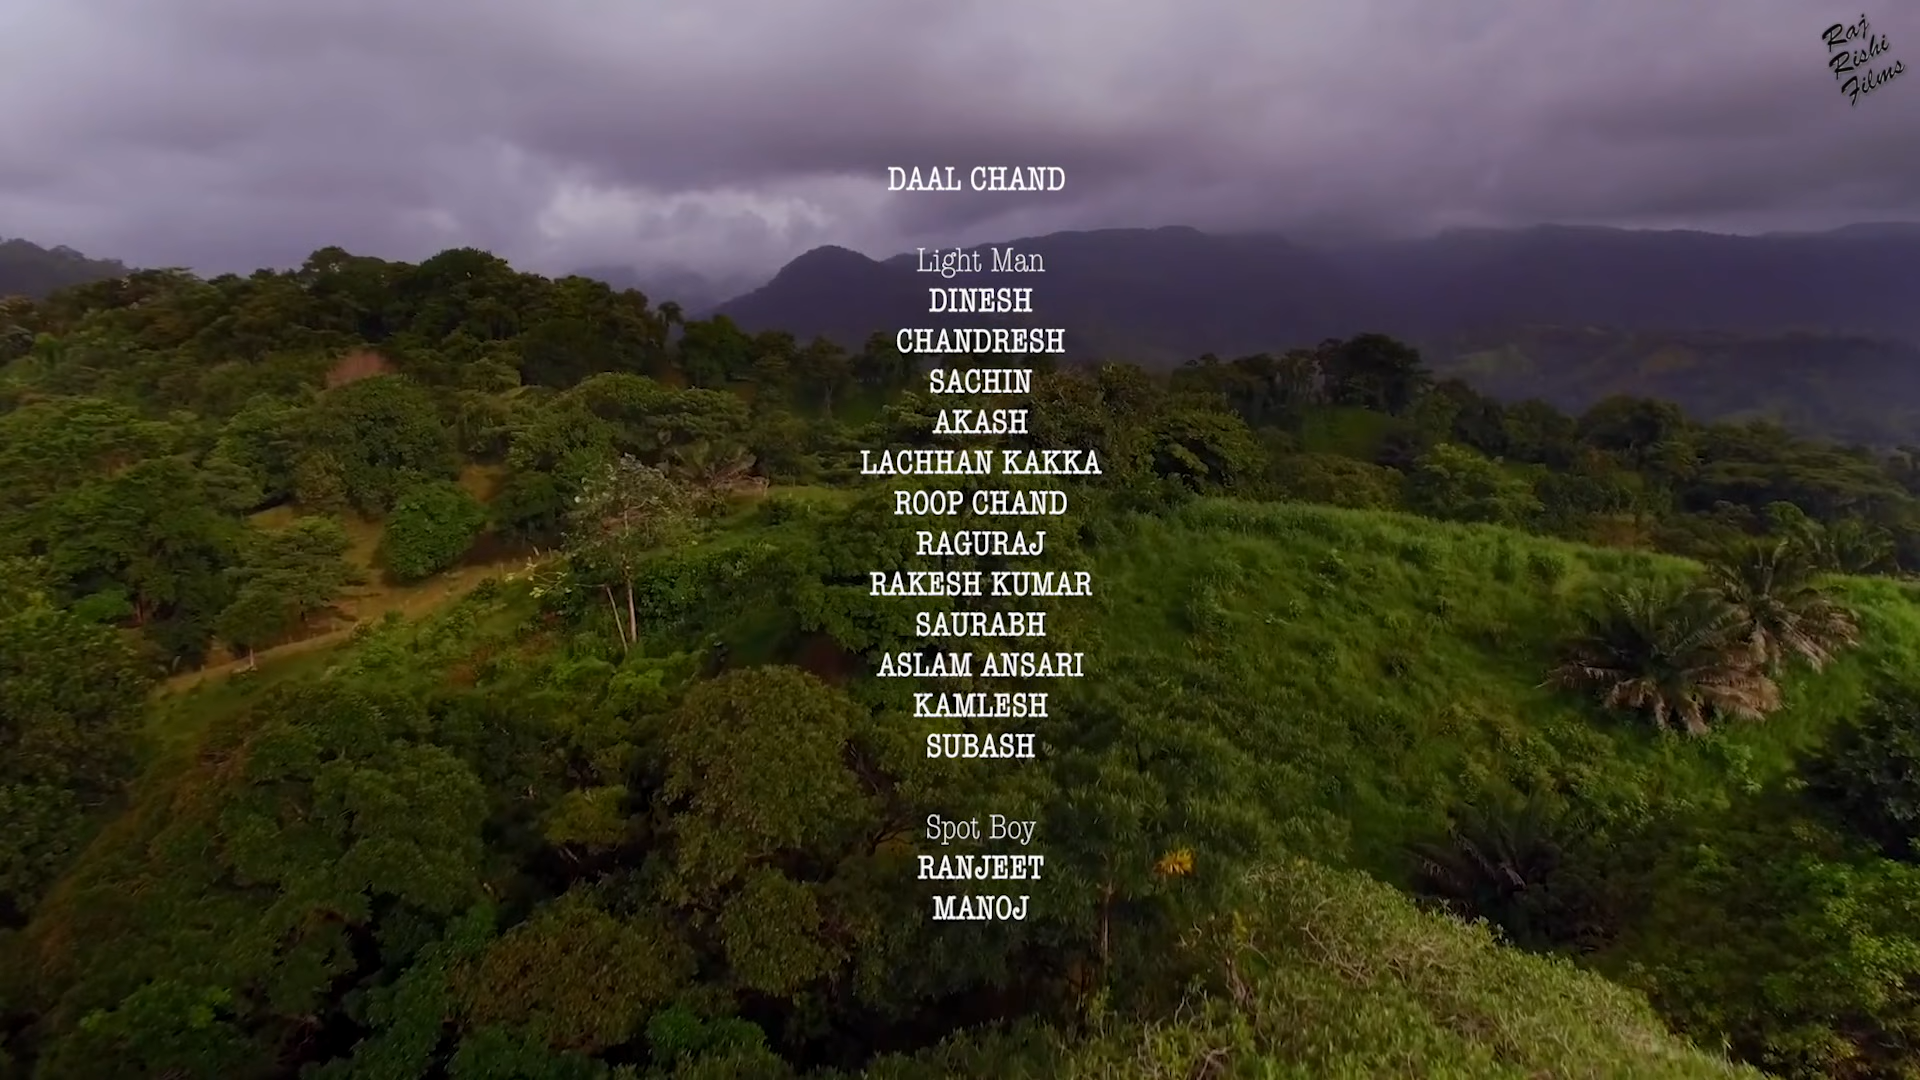 Raj
Rishi
Films
DAAL CHAND
Light Man
DINESH
CHANDRESH
SACHIN
AKASH
LACHHAN KAKKA
ROOP CHAND
RAGURAJ
RAKESH KUMAR
SAURABH
ASLAM ANSARI
KAMLESH
SUBASH
Spot Boy
RANJEET
MANOJ